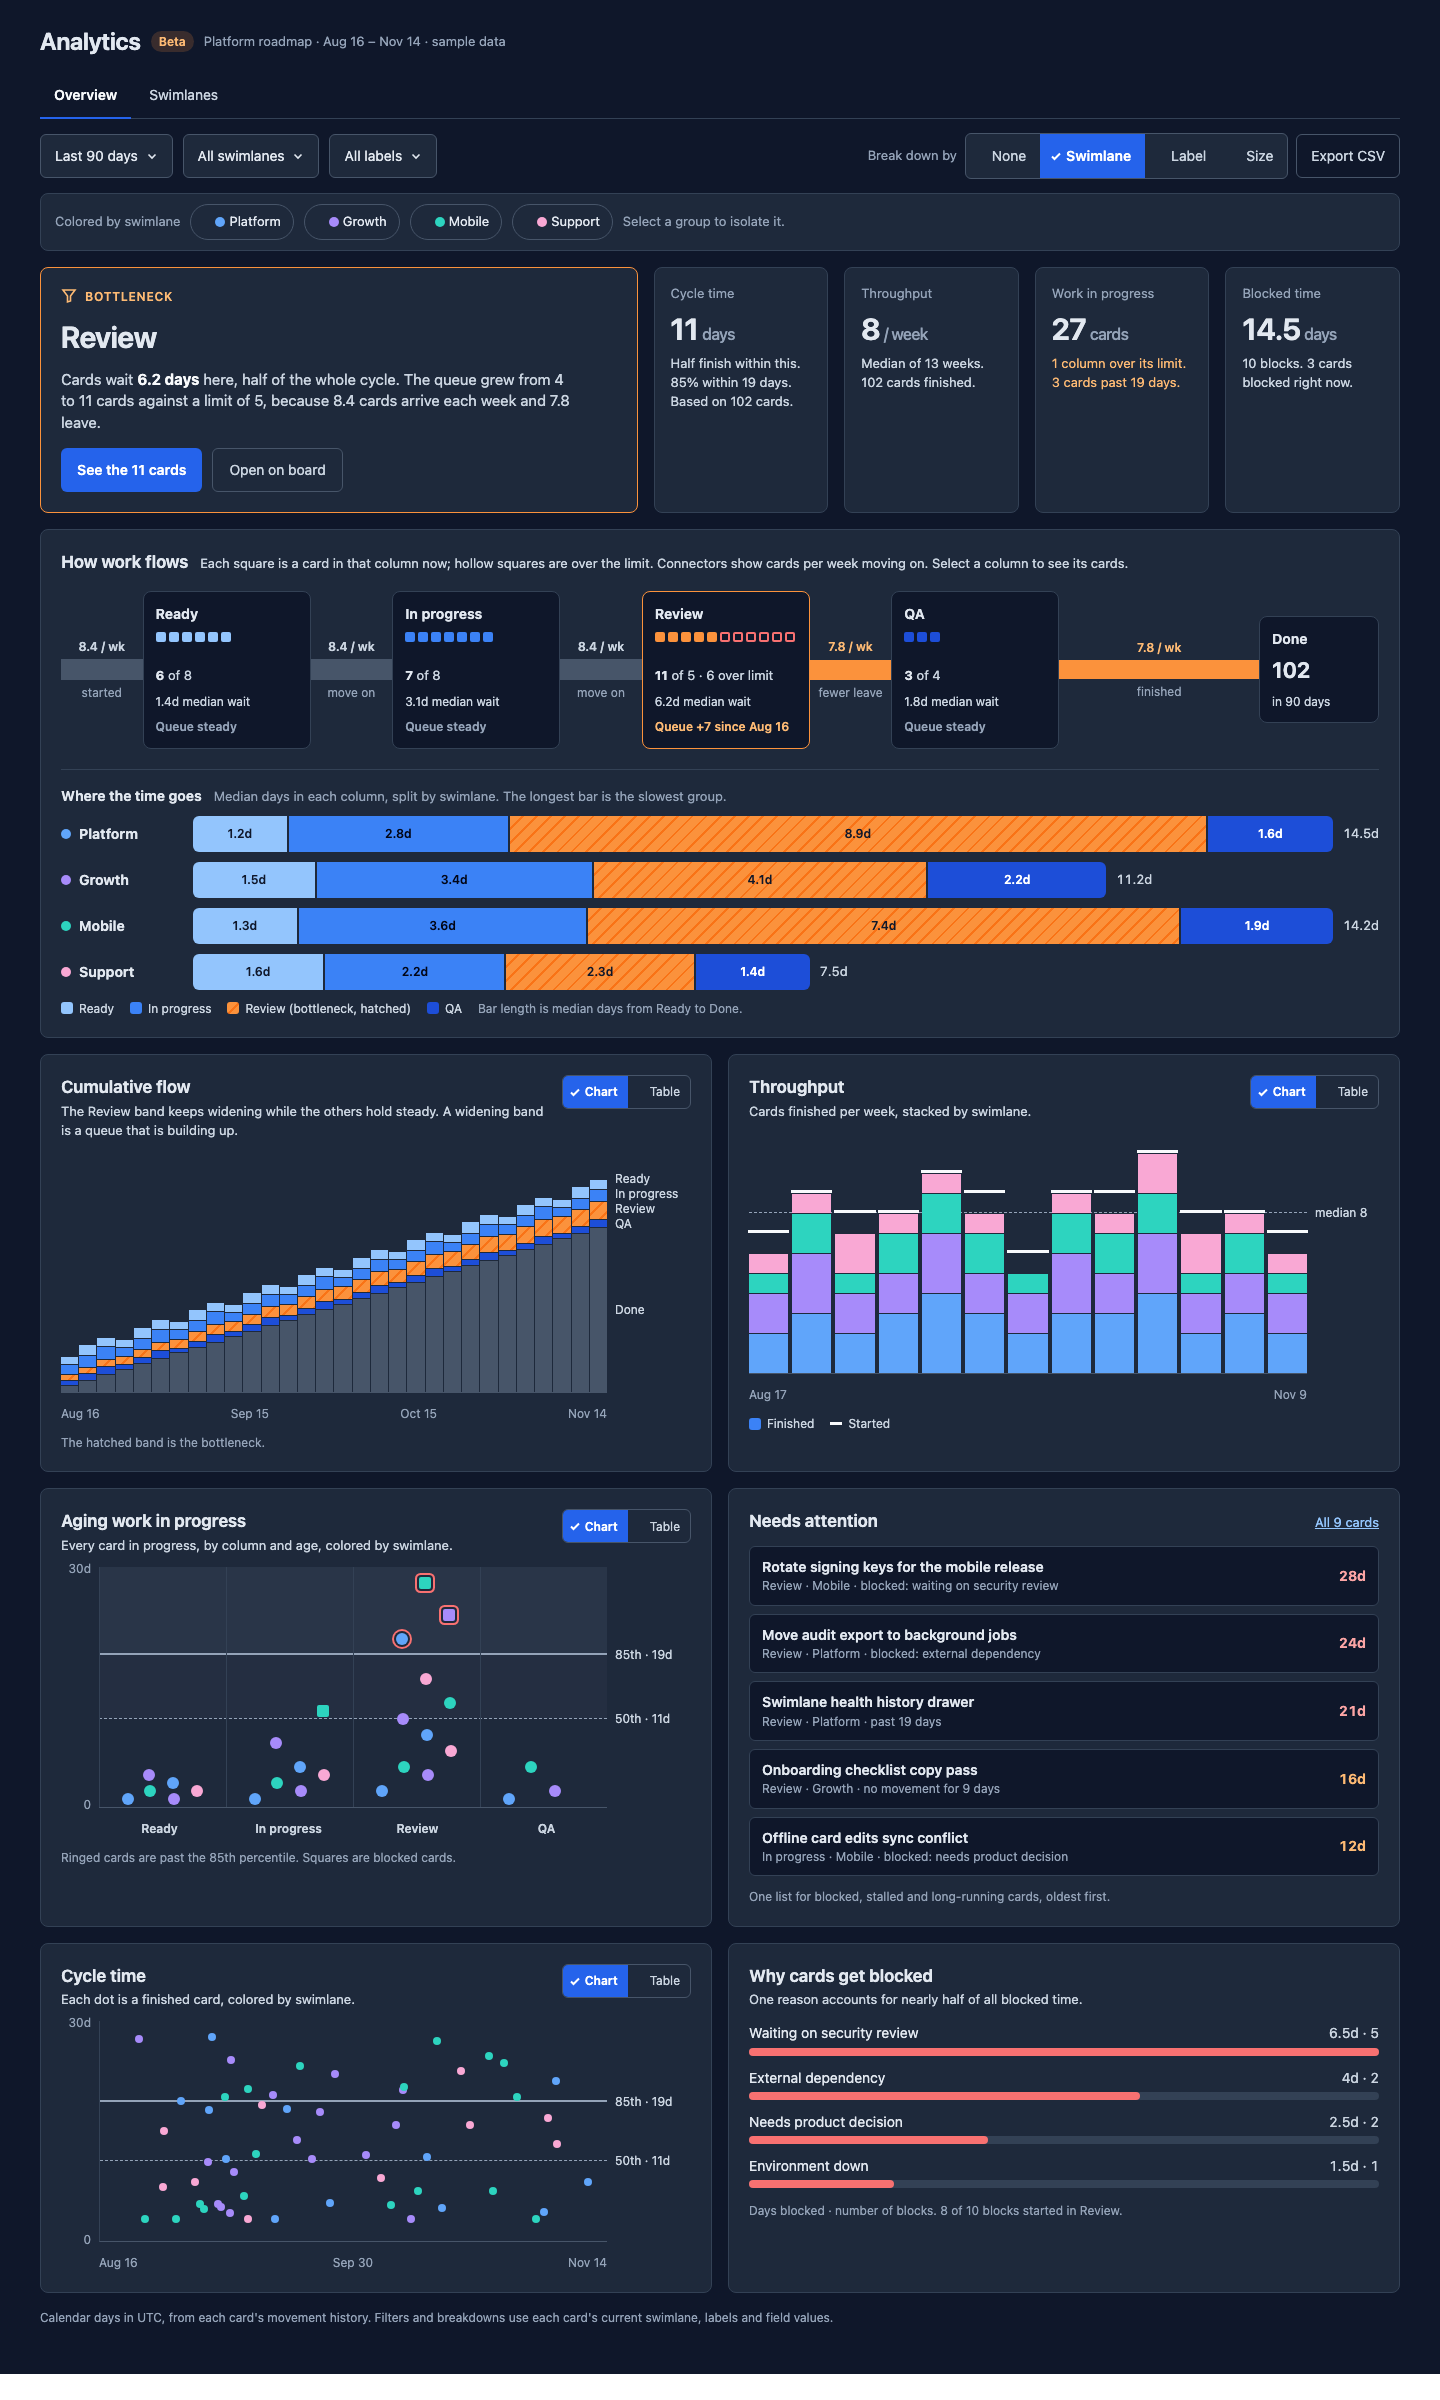 Analytics Beta Platform roadmap · Aug 16 – Nov 14 · sample data
Overview Swimlanes
Last 90 days All swimlanes All labels Break down by None Swimlane Label Size Export CSV
Colored by swimlane Platform Growth Mobile Support Select a group to isolate it.
BOTTLENECK
Review
Cards wait 6.2 days here, half of the whole cycle. The queue grew from 4
to 11 cards against a limit of 5, because 8.4 cards arrive each week and 7.8
leave.
See the 11 cards Open on board
Cycle time
11 days
Half finish within this.
85% within 19 days.
Based on 102 cards.
Throughput
8 / week
Median of 13 weeks.
102 cards finished.
Work in progress
27 cards
1 column over its limit.
3 cards past 19 days.
Blocked time
14.5 days
10 blocks. 3 cards
blocked right now.
How work flows Each square is a card in that column now; hollow squares are over the limit. Connectors show cards per week moving on. Select a column to see its cards.
8.4 / wk
started
Ready
6 of 8
1.4d median wait
Queue steady
8.4 / wk
move on
In progress
7 of 8
3.1d median wait
Queue steady
8.4 / wk
move on
Review
11 of 5 · 6 over limit
6.2d median wait
Queue +7 since Aug 16
7.8 / wk
fewer leave
QA
3 of 4
1.8d median wait
Queue steady
7.8 / wk
finished
Done
102
in 90 days
Where the time goes Median days in each column, split by swimlane. The longest bar is the slowest group.
Platform 1.2d 2.8d 8.9d 1.6d 14.5d
Growth 1.5d 3.4d 4.1d 2.2d 11.2d
Mobile 1.3d 3.6d 7.4d 1.9d 14.2d
Support 1.6d 2.2d 2.3d 1.4d 7.5d
Ready In progress Review (bottleneck, hatched) QA Bar length is median days from Ready to Done.
Cumulative flow Chart Table
The Review band keeps widening while the others hold steady. A widening band
is a queue that is building up.
Ready
In progress
Review
QA
Done
Aug 16 Sep 15 Oct 15 Nov 14
The hatched band is the bottleneck.
Throughput Chart Table
Cards finished per week, stacked by swimlane.
median 8
Aug 17 Nov 9
Finished Started
Aging work in progress Chart Table
Every card in progress, by column and age, colored by swimlane.
30d
85th · 19d
50th · 11d
0
Ready In progress Review QA
Ringed cards are past the 85th percentile. Squares are blocked cards.
Needs attention All 9 cards
Rotate signing keys for the mobile release
Review · Mobile · blocked: waiting on security review
28d
Move audit export to background jobs
Review · Platform · blocked: external dependency
24d
Swimlane health history drawer
Review · Platform · past 19 days
21d
Onboarding checklist copy pass
Review · Growth · no movement for 9 days
16d
Offline card edits sync conflict
In progress · Mobile · blocked: needs product decision
12d
One list for blocked, stalled and long-running cards, oldest first.
Cycle time Chart Table
Each dot is a finished card, colored by swimlane.
30d
85th · 19d
50th · 11d
0
Aug 16 Sep 30 Nov 14
Why cards get blocked
One reason accounts for nearly half of all blocked time.
Waiting on security review 6.5d · 5
External dependency 4d · 2
Needs product decision 2.5d · 2
Environment down 1.5d · 1
Days blocked · number of blocks. 8 of 10 blocks started in Review.
Calendar days in UTC, from each card's movement history. Filters and breakdowns use each card's current swimlane, labels and field values.